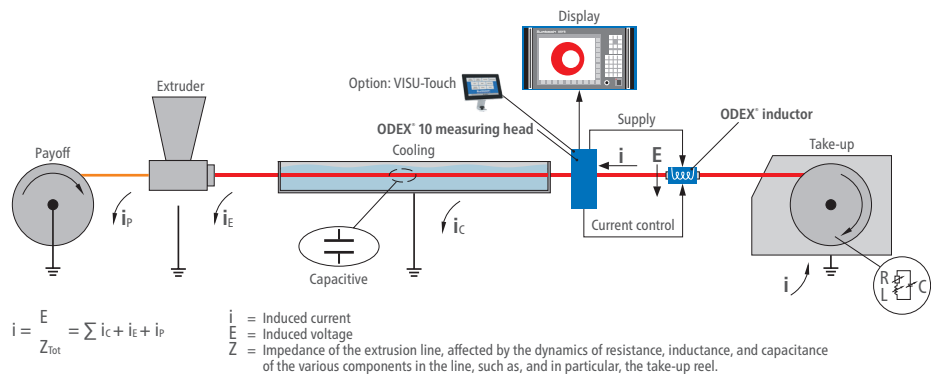 Display
Extruder
Option: VISU-Touch
ODEX® 10 measuring head
Supply
ODEX® inductor
Payoff
Cooling
Take-up
i
E
iP
iE
iC
Current control
Capacitive
i
R
L
C
i = E / ZTot = ∑ iC + iE + iP
i = Induced current
E = Induced voltage
Z = Impedance of the extrusion line, affected by the dynamics of resistance, inductance, and capacitance
of the various components in the line, such as, and in particular, the take-up reel.